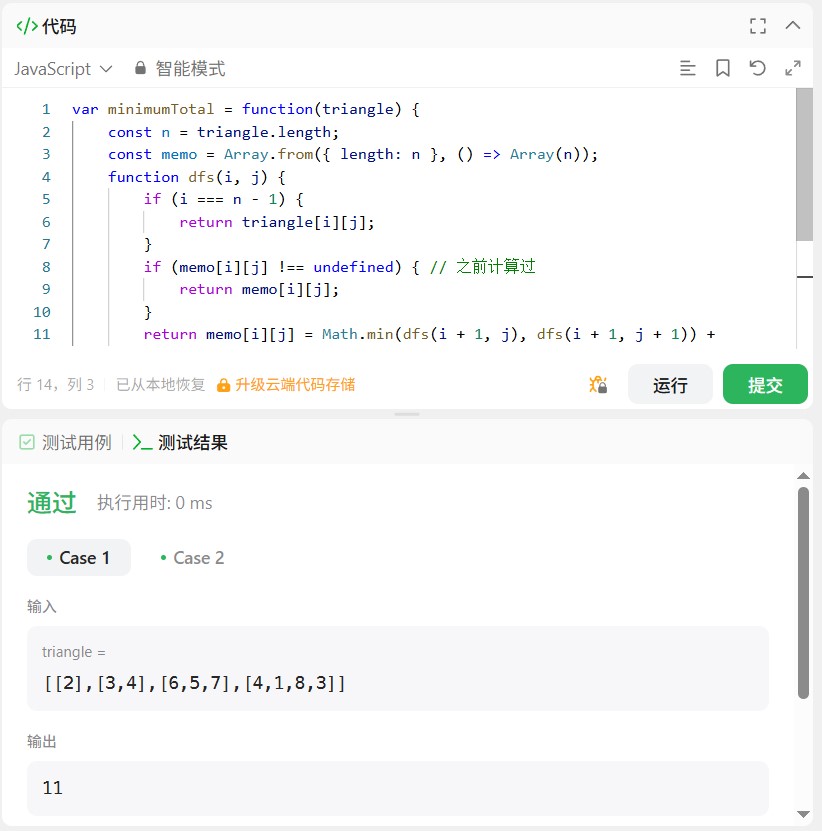 </> 代码
JavaScript 智能模式
1 var minimumTotal = function(triangle) {
2 const n = triangle.length;
3 const memo = Array.from({ length: n }, () => Array(n));
4 function dfs(i, j) {
5 if (i === n - 1) {
6 return triangle[i][j];
7 }
8 if (memo[i][j] !== undefined) { // 之前计算过
9 return memo[i][j];
10 }
11 return memo[i][j] = Math.min(dfs(i + 1, j), dfs(i + 1, j + 1)) +
行 14，列 3 已从本地恢复 升级云端代码存储 运行 提交
测试用例 >_ 测试结果
通过 执行用时: 0 ms
• Case 1 • Case 2
输入
triangle =
[[2],[3,4],[6,5,7],[4,1,8,3]]
输出
11